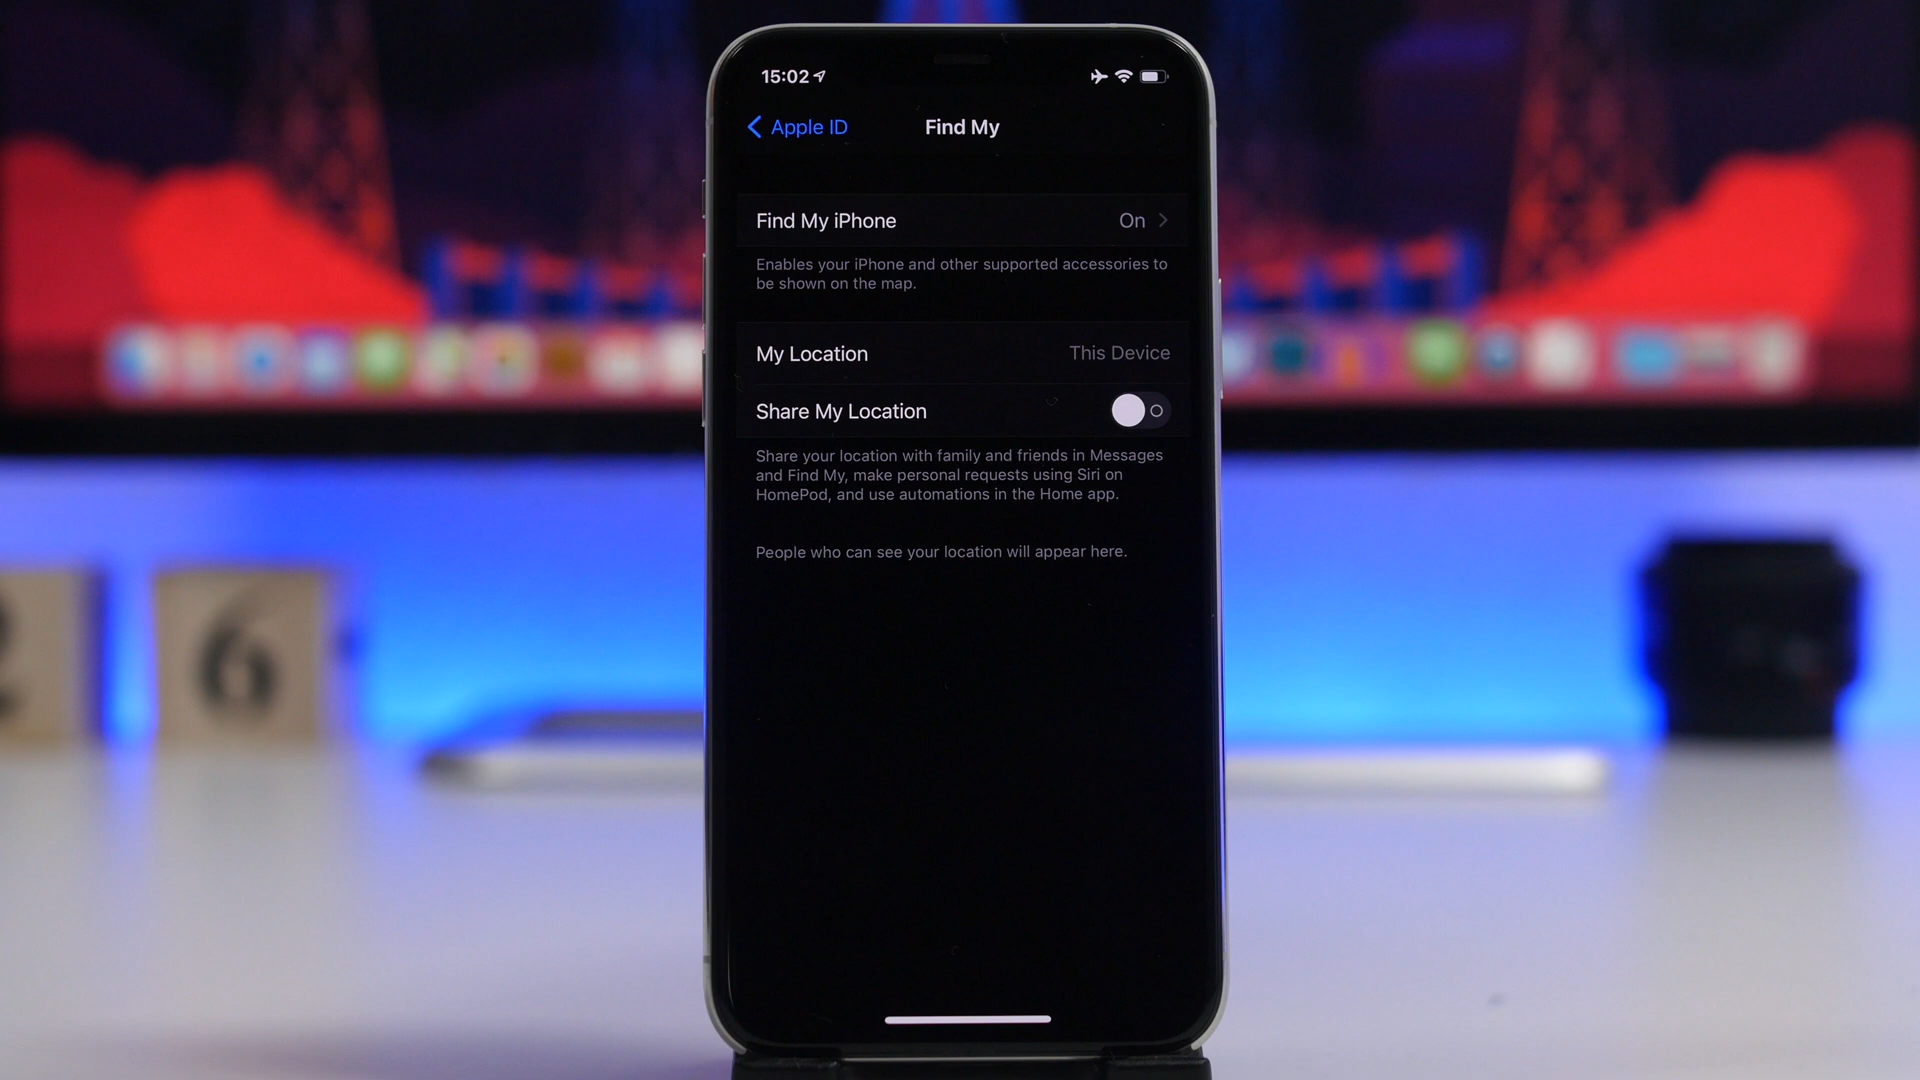 15:02
Apple ID
Find My
Find My iPhone
On
Enables your iPhone and other supported accessories to
be shown on the map.
My Location
This Device
Share My Location
Share your location with family and friends in Messages
and Find My, make personal requests using Siri on
HomePod, and use automations in the Home app.
People who can see your location will appear here.
6